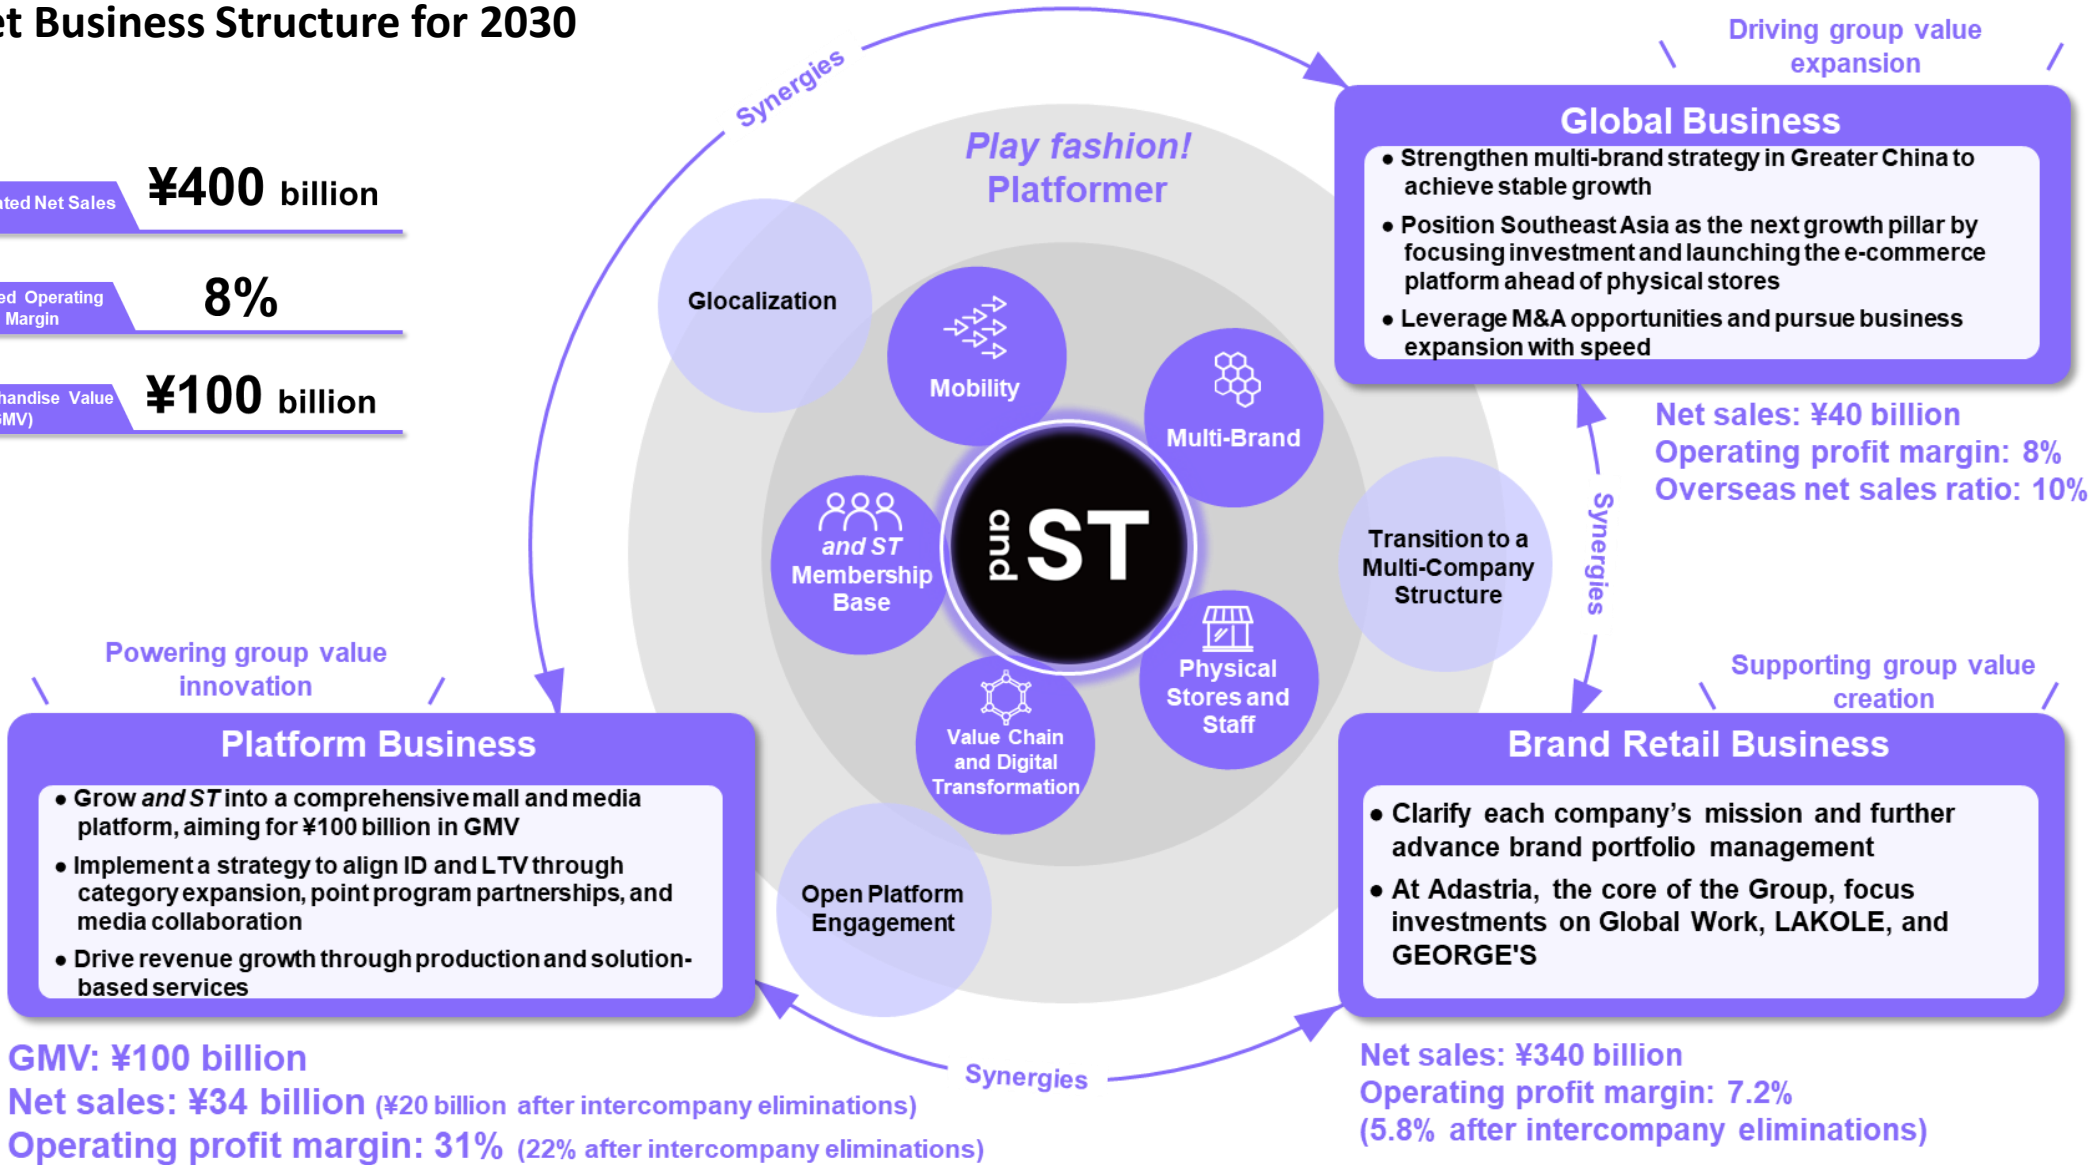 Business Structure for 2030
Net Sales
¥400 billion
Operating
Margin
8%
Value
¥100 billion
Synergies
Play fashion!
Platformer
Glocalization
Mobility
Multi-Brand
and ST
Membership
Base
and ST
Transition to a
Multi-Company
Structure
Physical
Stores and
Staff
Value Chain
and Digital
Transformation
Open Platform
Engagement
Driving group value
expansion
Global Business
● Strengthen multi-brand strategy in Greater China to
achieve stable growth
● Position Southeast Asia as the next growth pillar by
focusing investment and launching the e-commerce
platform ahead of physical stores
● Leverage M&A opportunities and pursue business
expansion with speed
Net sales: ¥40 billion
Operating profit margin: 8%
Overseas net sales ratio: 10%
Synergies
Powering group value
innovation
Platform Business
● Grow and ST into a comprehensive mall and media
platform, aiming for ¥100 billion in GMV
● Implement a strategy to align ID and LTV through
category expansion, point program partnerships, and
media collaboration
● Drive revenue growth through production and solution-
based services
GMV: ¥100 billion
Net sales: ¥34 billion (¥20 billion after intercompany eliminations)
Operating profit margin: 31% (22% after intercompany eliminations)
Synergies
Supporting group value
creation
Brand Retail Business
● Clarify each company's mission and further
advance brand portfolio management
● At Adastria, the core of the Group, focus
investments on Global Work, LAKOLE, and
GEORGE'S
Net sales: ¥340 billion
Operating profit margin: 7.2%
(5.8% after intercompany eliminations)